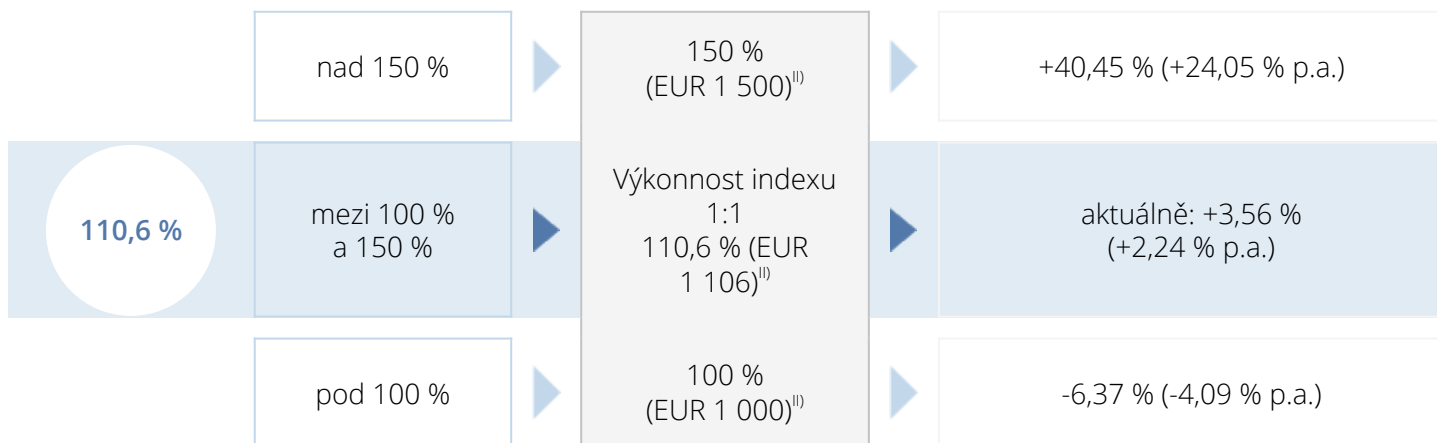 nad 150 %
150 %
(EUR 1 500)II)
+40,45 % (+24,05 % p.a.)
110,6 %
mezi 100 %
a 150 %
Výkonnost indexu
1:1
110,6 % (EUR
1 106)II)
aktuálně: +3,56 %
(+2,24 % p.a.)
pod 100 %
100 %
(EUR 1 000)II)
-6,37 % (-4,09 % p.a.)